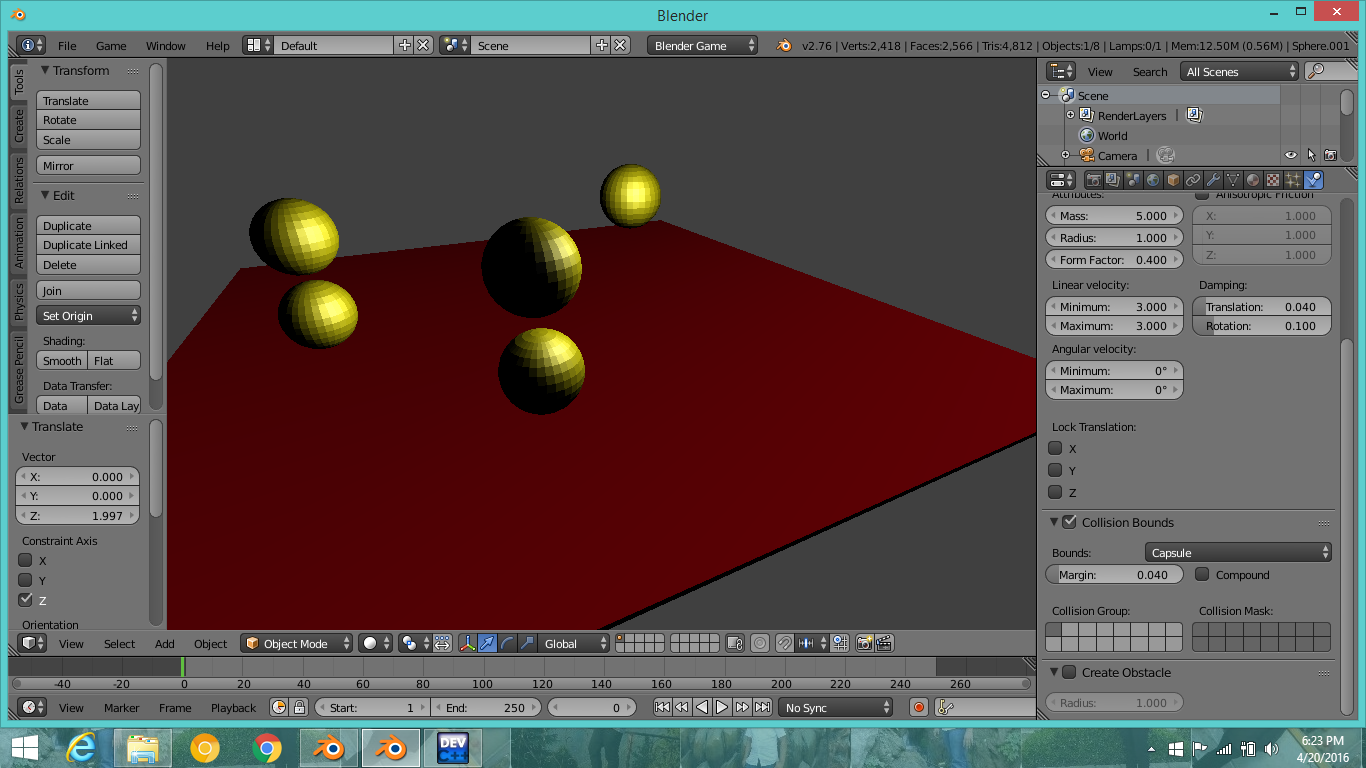 Blender
File Game Window Help Default Scene Blender Game v2.76 | Verts:2,418 | Faces:2,566 | Tris:4,812 | Objects:1/8 | Lamps:0/1 | Mem:12.50M (0.56M) | Sphere.001
Tools
Create
Relations
Animation
Physics
Grease Pencil
Transform
Translate
Rotate
Scale
Mirror
Edit
Duplicate
Duplicate Linked
Delete
Join
Set Origin
Shading:
Smooth Flat
Data Transfer:
Data Data Lay
Translate
Vector
X: 0.000
Y: 0.000
Z: 1.997
Constraint Axis
X
Y
Z
Orientation
View Select Add Object Object Mode Global
-40 -20 0 20 40 60 80 100 120 140 160 180 200 220 240 260
View Marker Frame Playback Start: 1 End: 250 0 No Sync
View Search All Scenes
Scene
RenderLayers |
World
Camera |
Attributes: Anisotropic Friction
Mass: 5.000 X: 1.000
Radius: 1.000 Y: 1.000
Form Factor: 0.400 Z: 1.000
Linear velocity: Damping:
Minimum: 3.000 Translation: 0.040
Maximum: 3.000 Rotation: 0.100
Angular velocity:
Minimum: 0°
Maximum: 0°
Lock Translation:
X
Y
Z
Collision Bounds
Bounds: Capsule
Margin: 0.040 Compound
Collision Group: Collision Mask:
Create Obstacle
Radius: 1.000
DEV
C++
6:23 PM
4/20/2016